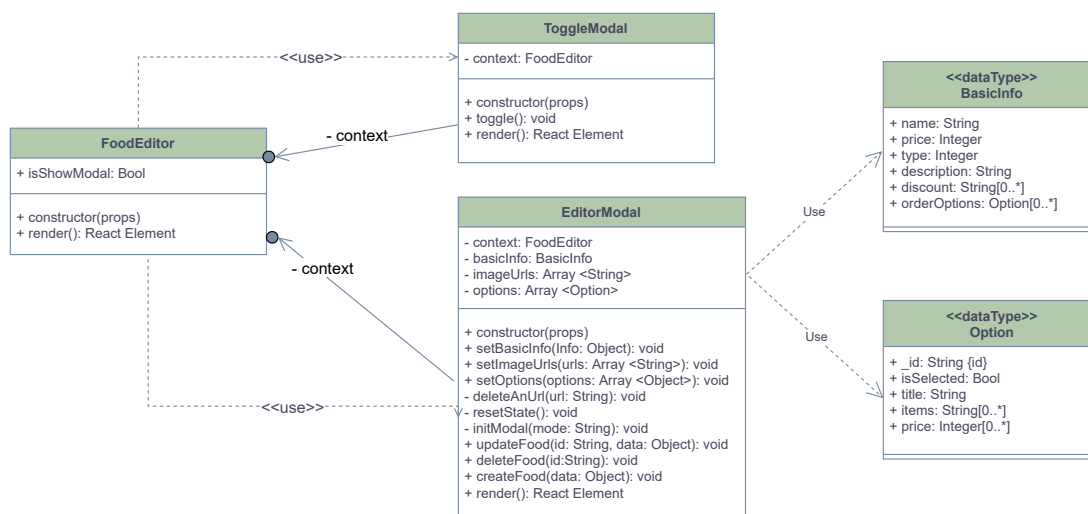 ToggleModal
- context: FoodEditor
+ constructor(props)
+ toggle(): void
+ render(): React Element
<<use>>
- context
FoodEditor
+ isShowModal: Bool
+ constructor(props)
+ render(): React Element
- context
<<use>>
EditorModal
- context: FoodEditor
- basicInfo: BasicInfo
- imageUrls: Array <String>
- options: Array <Option>
+ constructor(props)
+ setBasicInfo(Info: Object): void
+ setImageUrls(urls: Array <String>): void
+ setOptions(options: Array <Object>): void
- deleteAnUrl(url: String): void
- resetState(): void
- initModal(mode: String): void
+ updateFood(id: String, data: Object): void
+ deleteFood(id:String): void
+ createFood(data: Object): void
+ render(): React Element
Use
Use
<<dataType>>
BasicInfo
+ name: String
+ price: Integer
+ type: Integer
+ description: String
+ discount: String[0..*]
+ orderOptions: Option[0..*]
<<dataType>>
Option
+ _id: String {id}
+ isSelected: Bool
+ title: String
+ items: String[0..*]
+ price: Integer[0..*]